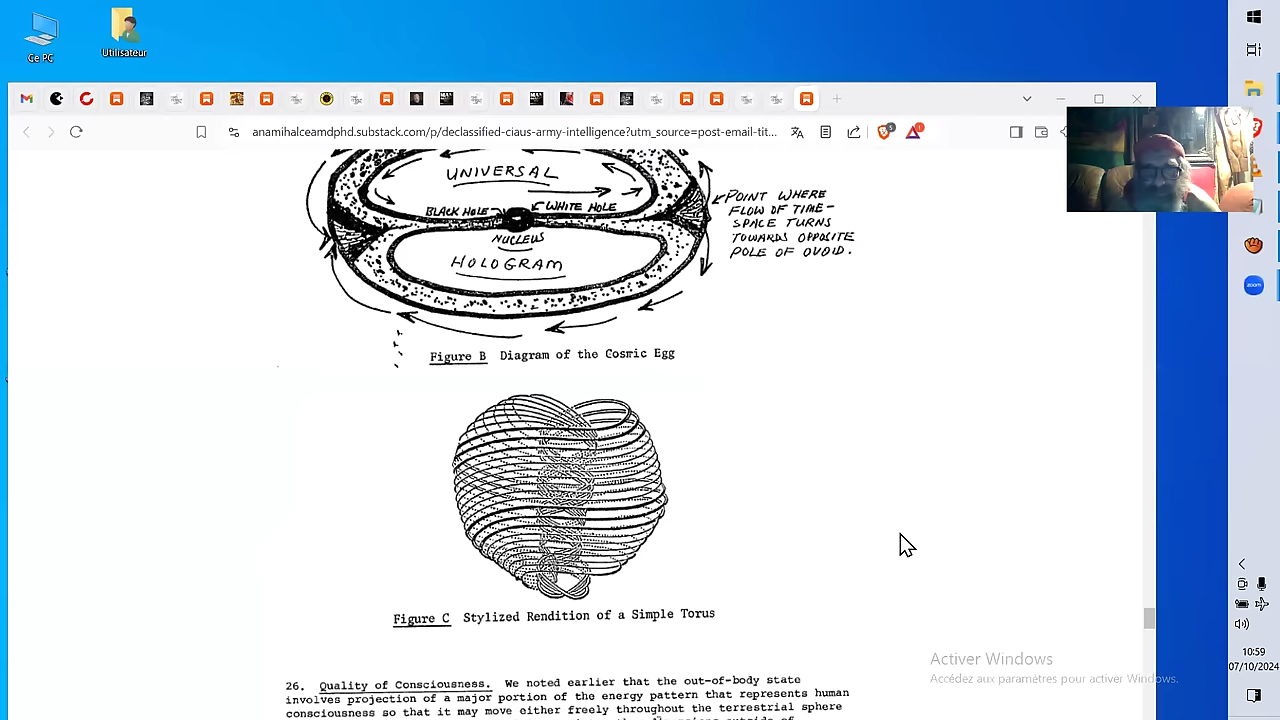 Ce PC
Utilisateur
anamihalceamdphd.substack.com/p/declassified-ciaus-army-intelligence?utm_source=post-email-tit...
UNIVERSAL
BLACK HOLE
WHITE HOLE
NUCLEUS
HOLOGRAM
POINT WHERE
FLOW OF TIME-
SPACE TURNS
TOWARDS OPPOSITE
POLE OF OVOID.
Figure B Diagram of the Cosmic Egg
Figure C Stylized Rendition of a Simple Torus
26. Quality of Consciousness. We noted earlier that the out-of-body state
involves projection of a major portion of the energy pattern that represents human
consciousness so that it may move either freely throughout the terrestrial sphere
zoom
Activer Windows
Accédez aux paramètres pour activer Windows.
10:59
07/10/2024